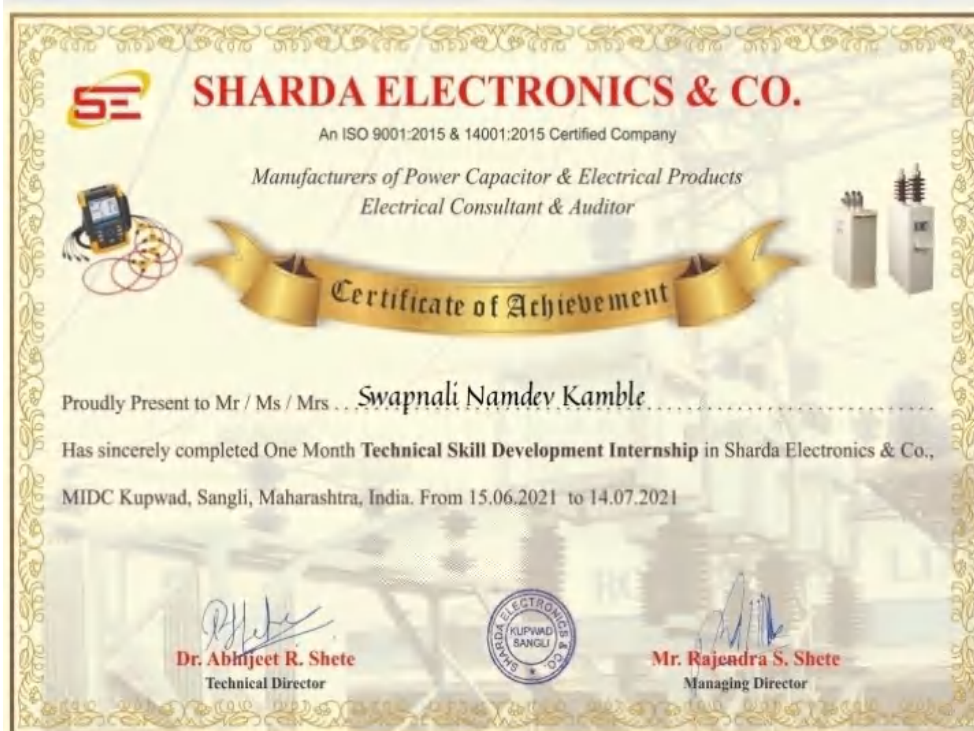 SE
SHARDA ELECTRONICS & CO.
An ISO 9001:2015 & 14001:2015 Certified Company
Manufacturers of Power Capacitor & Electrical Products
Electrical Consultant & Auditor
Certificate of Achievement
Proudly Present to Mr / Ms / Mrs . . Swapnali Namdev Kamble . . . . . . . . . . . . . . . . . . . . . . . . . . . . .
Has sincerely completed One Month Technical Skill Development Internship in Sharda Electronics & Co.,
MIDC Kupwad, Sangli, Maharashtra, India. From 15.06.2021 to 14.07.2021
SHARDA ELECTRONICS & CO.
KUPWAD
SANGLI
Dr. Abhijeet R. Shete
Technical Director
Mr. Rajendra S. Shete
Managing Director